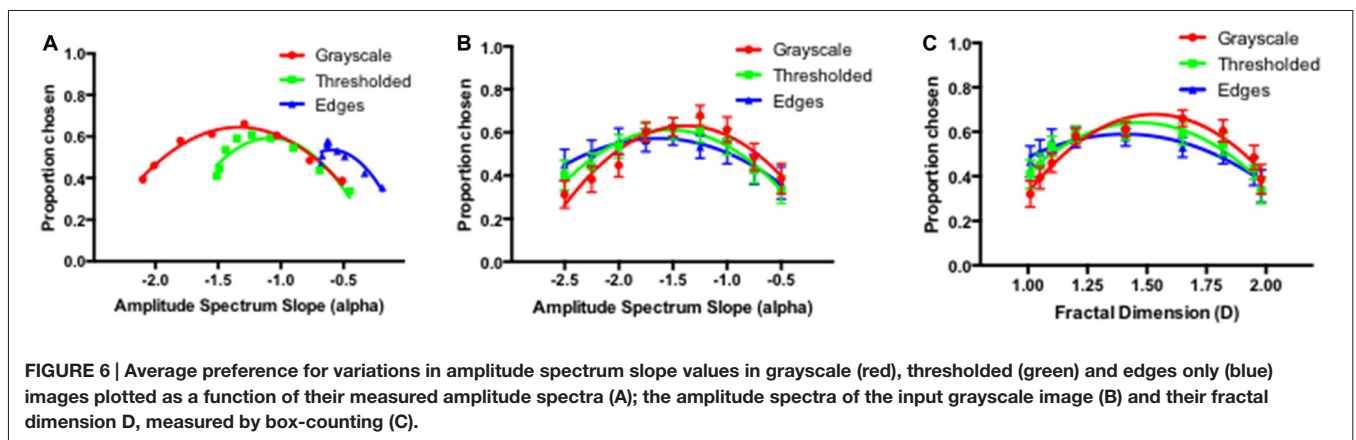 A
1.0
0.8
0.6
0.4
0.2
0.0
Proportion chosen
Grayscale
Thresholded
Edges
-2.0 -1.5 -1.0 -0.5
Amplitude Spectrum Slope (alpha)
B
1.0
0.8
0.6
0.4
0.2
0.0
Proportion chosen
Grayscale
Thresholded
Edges
-2.5 -2.0 -1.5 -1.0 -0.5
Amplitude Spectrum Slope (alpha)
C
1.0
0.8
0.6
0.4
0.2
0.0
Proportion chosen
Grayscale
Thresholded
Edges
1.00 1.25 1.50 1.75 2.00
Fractal Dimension (D)
FIGURE 6 | Average preference for variations in amplitude spectrum slope values in grayscale (red), thresholded (green) and edges only (blue)
images plotted as a function of their measured amplitude spectra (A); the amplitude spectra of the input grayscale image (B) and their fractal
dimension D, measured by box-counting (C).